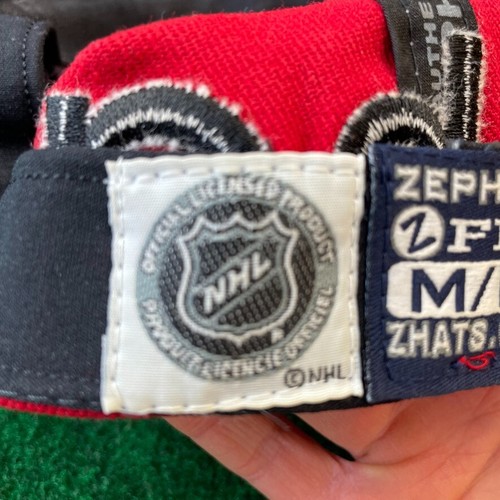 OFFICIAL LICENSED PRODUCT
NHL
PRODUIT LICENCIÉ OFFICIEL
©NHL
ZEPH
Z FI
M/
ZHATS.